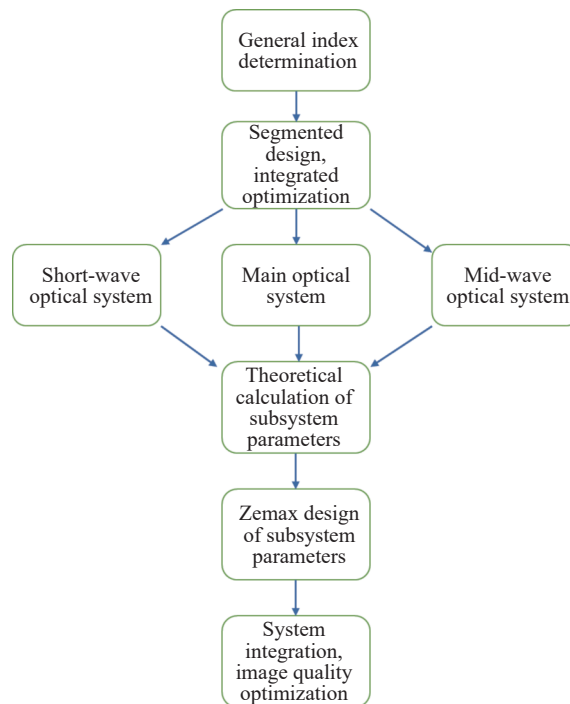 General index
determination
Segmented
design,
integrated
optimization
Short-wave
optical system
Main optical
system
Mid-wave
optical system
Theoretical
calculation of
subsystem
parameters
Zemax design
of subsystem
parameters
System
integration,
image quality
optimization